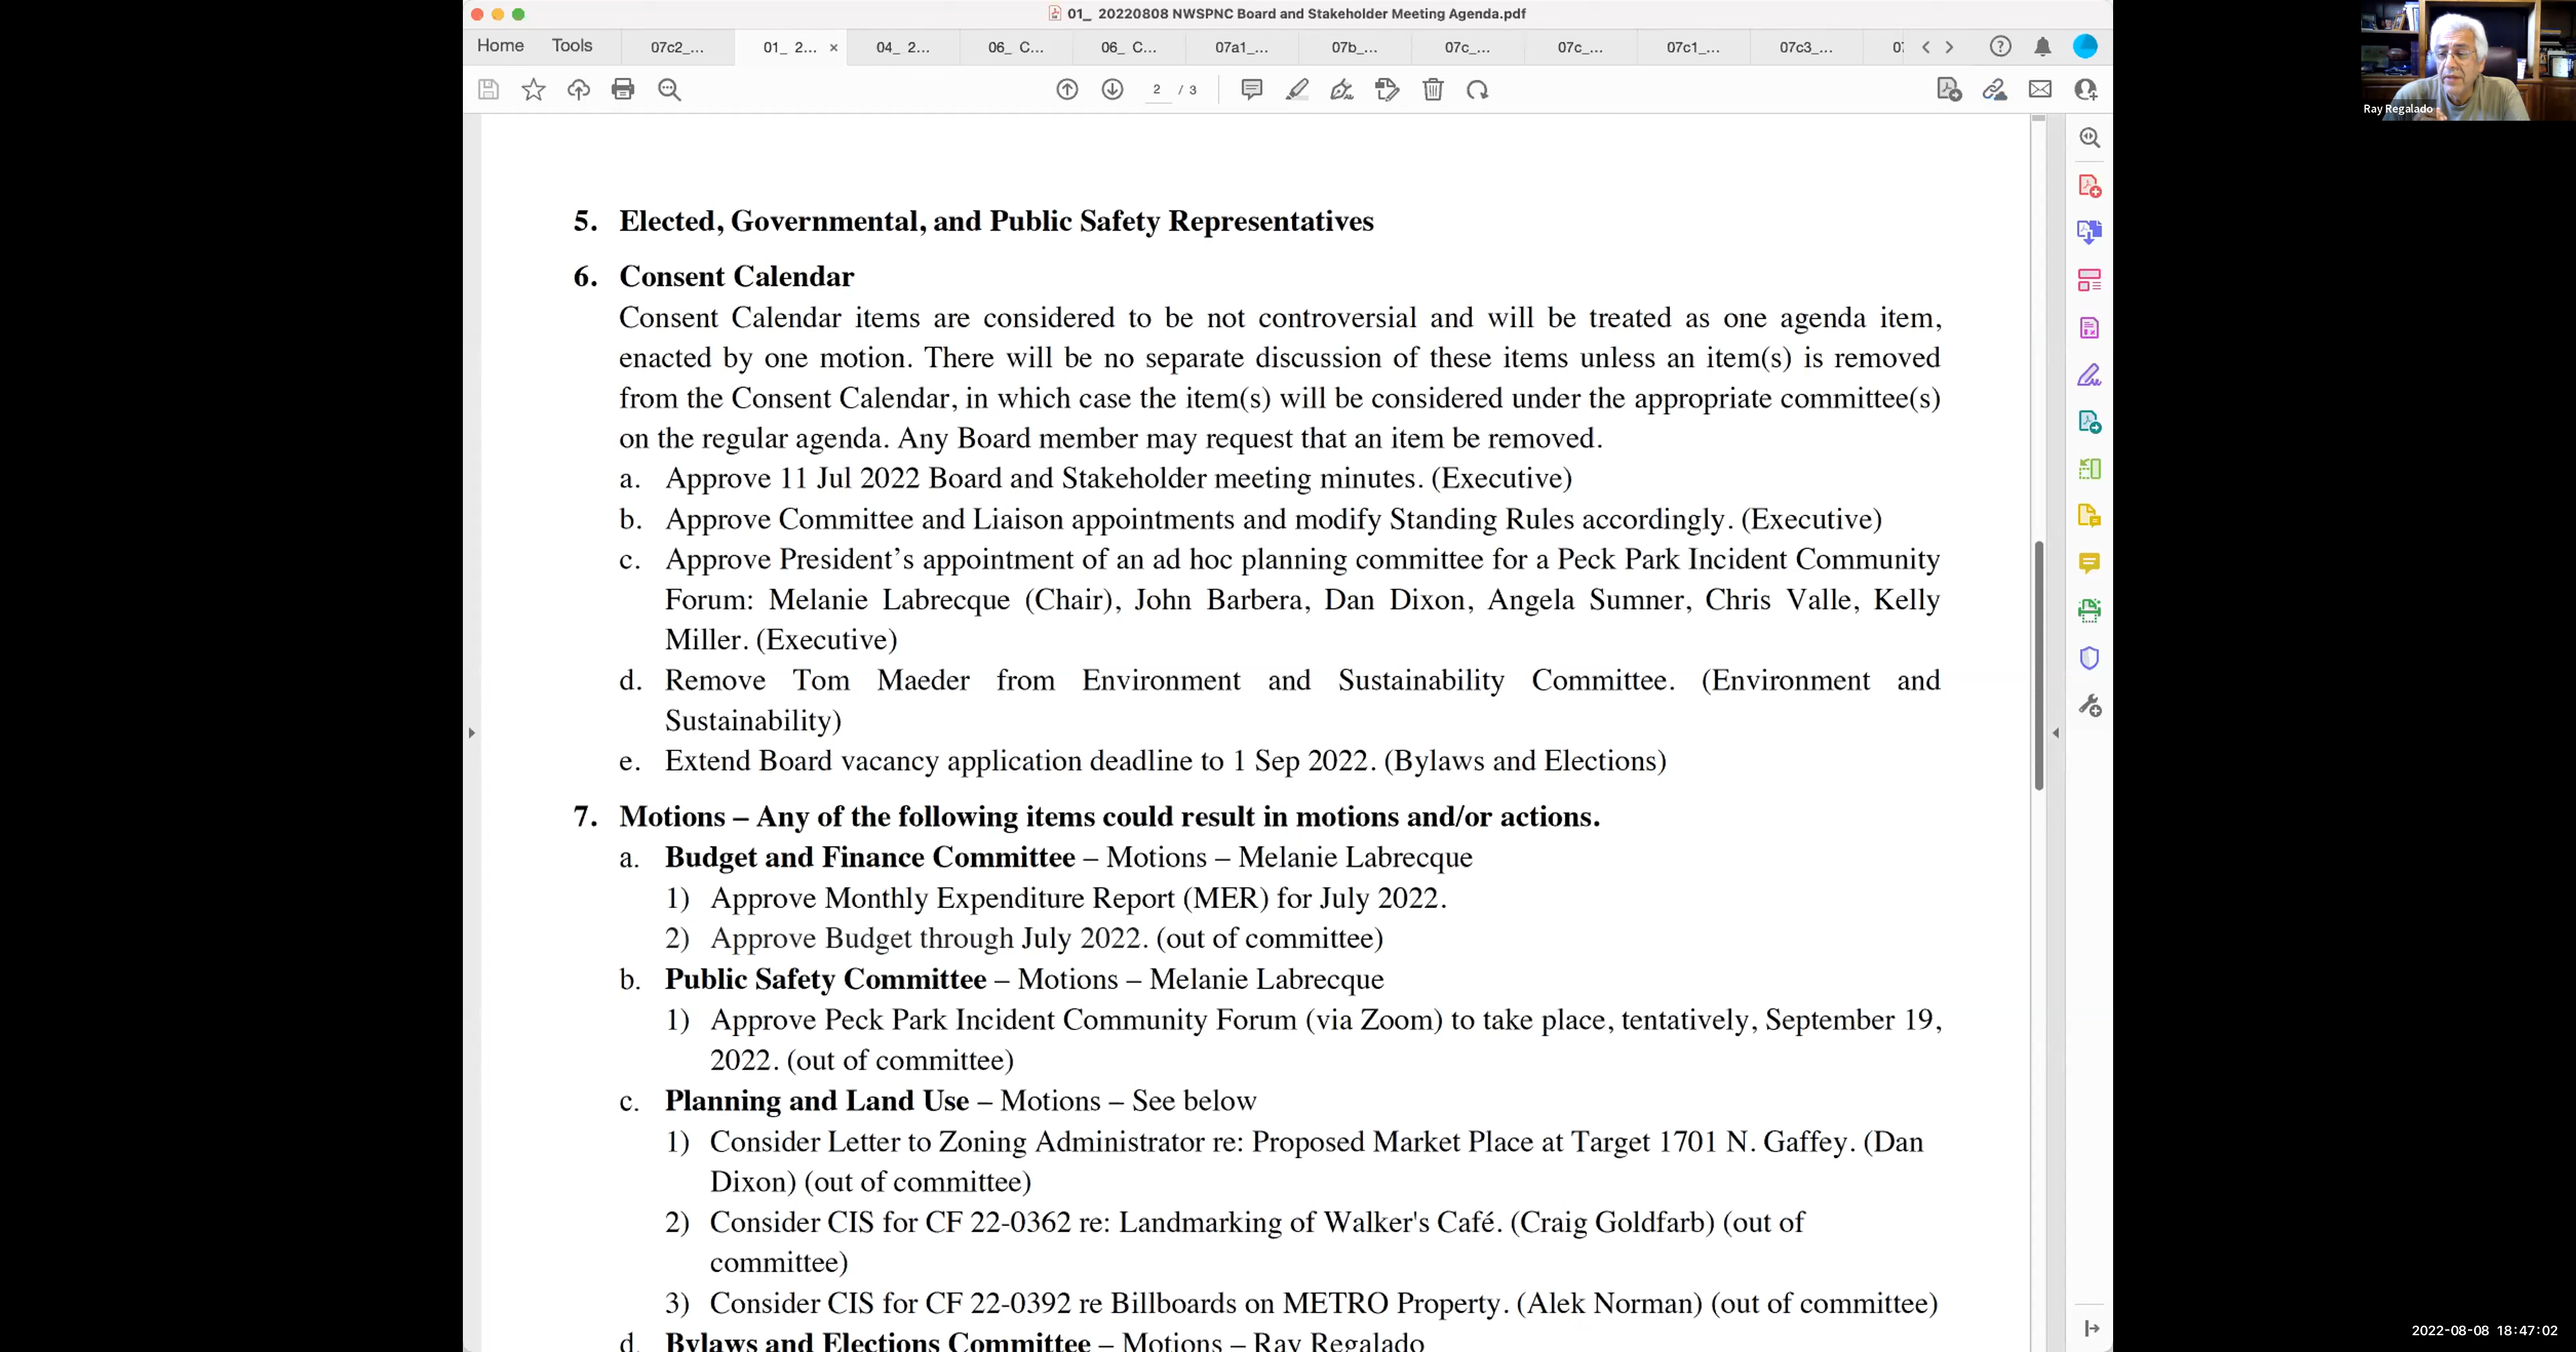 01_ 20220808 NWSPNC Board and Stakeholder Meeting Agenda.pdf
Home Tools 07c2_... 01_ 2... × 04_ 2... 06_ C... 06_ C... 07a1_... 07b_... 07c_... 07c_... 07c1_... 07c3_... 07
2 / 3
Ray Regalado
5. Elected, Governmental, and Public Safety Representatives
6. Consent Calendar
Consent Calendar items are considered to be not controversial and will be treated as one agenda item,
enacted by one motion. There will be no separate discussion of these items unless an item(s) is removed
from the Consent Calendar, in which case the item(s) will be considered under the appropriate committee(s)
on the regular agenda. Any Board member may request that an item be removed.
a. Approve 11 Jul 2022 Board and Stakeholder meeting minutes. (Executive)
b. Approve Committee and Liaison appointments and modify Standing Rules accordingly. (Executive)
c. Approve President’s appointment of an ad hoc planning committee for a Peck Park Incident Community
Forum: Melanie Labrecque (Chair), John Barbera, Dan Dixon, Angela Sumner, Chris Valle, Kelly
Miller. (Executive)
d. Remove Tom Maeder from Environment and Sustainability Committee. (Environment and
Sustainability)
e. Extend Board vacancy application deadline to 1 Sep 2022. (Bylaws and Elections)
7. Motions – Any of the following items could result in motions and/or actions.
a. Budget and Finance Committee – Motions – Melanie Labrecque
1) Approve Monthly Expenditure Report (MER) for July 2022.
2) Approve Budget through July 2022. (out of committee)
b. Public Safety Committee – Motions – Melanie Labrecque
1) Approve Peck Park Incident Community Forum (via Zoom) to take place, tentatively, September 19,
2022. (out of committee)
c. Planning and Land Use – Motions – See below
1) Consider Letter to Zoning Administrator re: Proposed Market Place at Target 1701 N. Gaffey. (Dan
Dixon) (out of committee)
2) Consider CIS for CF 22-0362 re: Landmarking of Walker's Café. (Craig Goldfarb) (out of
committee)
3) Consider CIS for CF 22-0392 re Billboards on METRO Property. (Alek Norman) (out of committee)
d. Bylaws and Elections Committee – Motions – Ray Regalado
2022-08-08 18:47:02